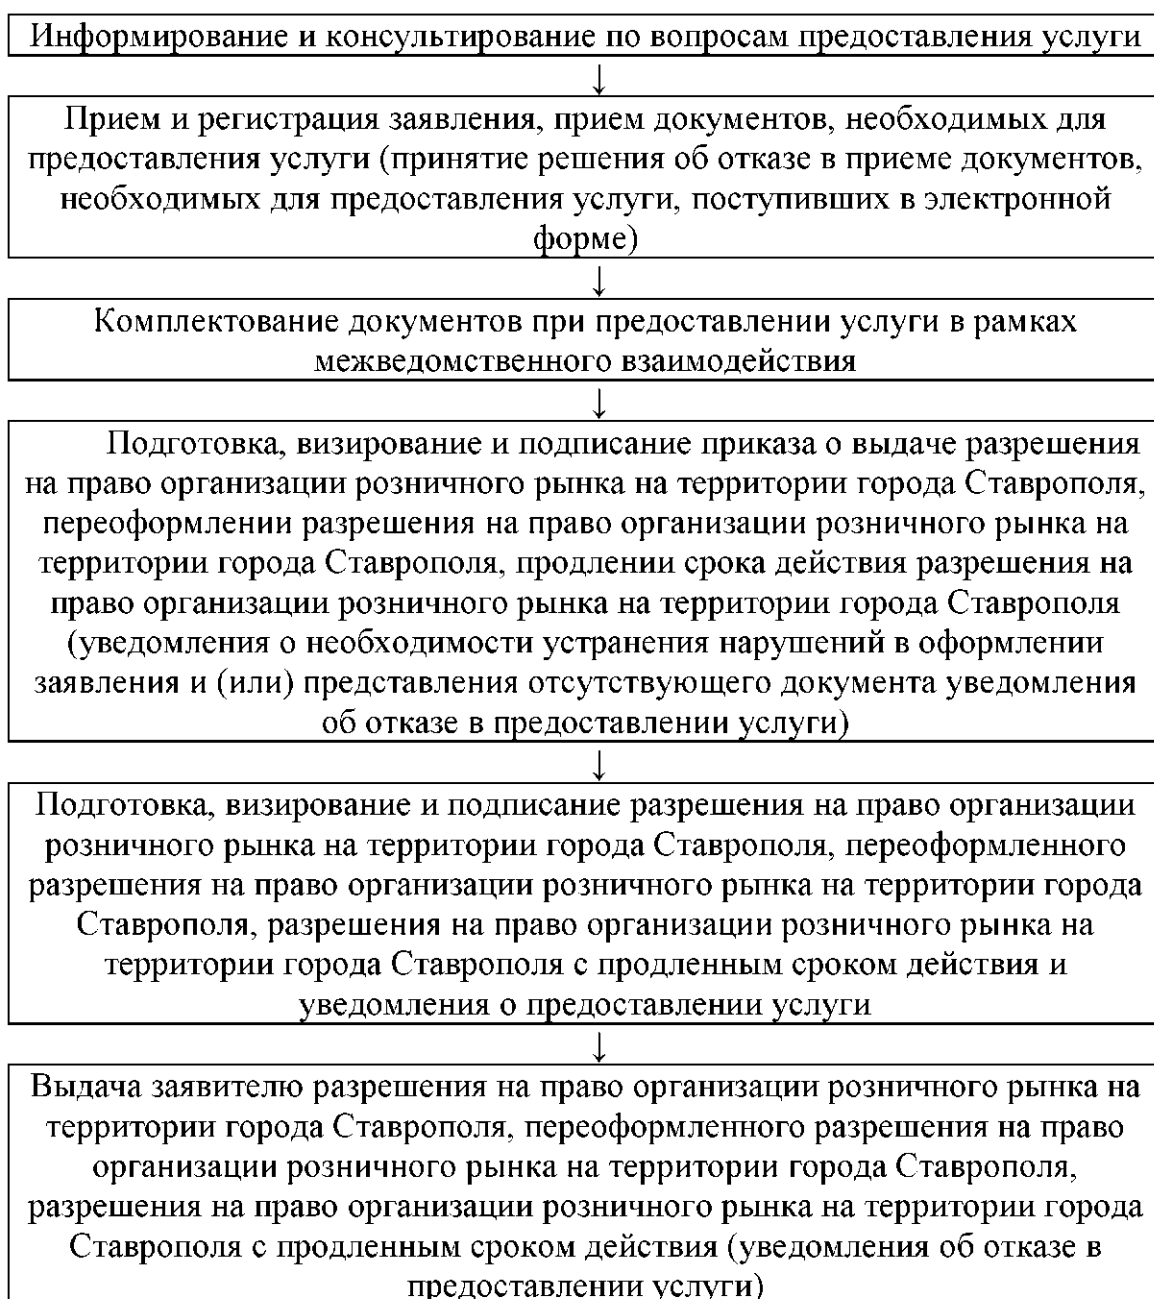 Информирование и консультирование по вопросам предоставления услуги
↓
Прием и регистрация заявления, прием документов, необходимых для
предоставления услуги (принятие решения об отказе в приеме документов,
необходимых для предоставления услуги, поступивших в электронной
форме)
↓
Комплектование документов при предоставлении услуги в рамках
межведомственного взаимодействия
↓
Подготовка, визирование и подписание приказа о выдаче разрешения
на право организации розничного рынка на территории города Ставрополя,
переоформлении разрешения на право организации розничного рынка на
территории города Ставрополя, продлении срока действия разрешения на
право организации розничного рынка на территории города Ставрополя
(уведомления о необходимости устранения нарушений в оформлении
заявления и (или) представления отсутствующего документа уведомления
об отказе в предоставлении услуги)
↓
Подготовка, визирование и подписание разрешения на право организации
розничного рынка на территории города Ставрополя, переоформленного
разрешения на право организации розничного рынка на территории города
Ставрополя, разрешения на право организации розничного рынка на
территории города Ставрополя с продленным сроком действия и
уведомления о предоставлении услуги
↓
Выдача заявителю разрешения на право организации розничного рынка на
территории города Ставрополя, переоформленного разрешения на право
организации розничного рынка на территории города Ставрополя,
разрешения на право организации розничного рынка на территории города
Ставрополя с продленным сроком действия (уведомления об отказе в
предоставлении услуги)